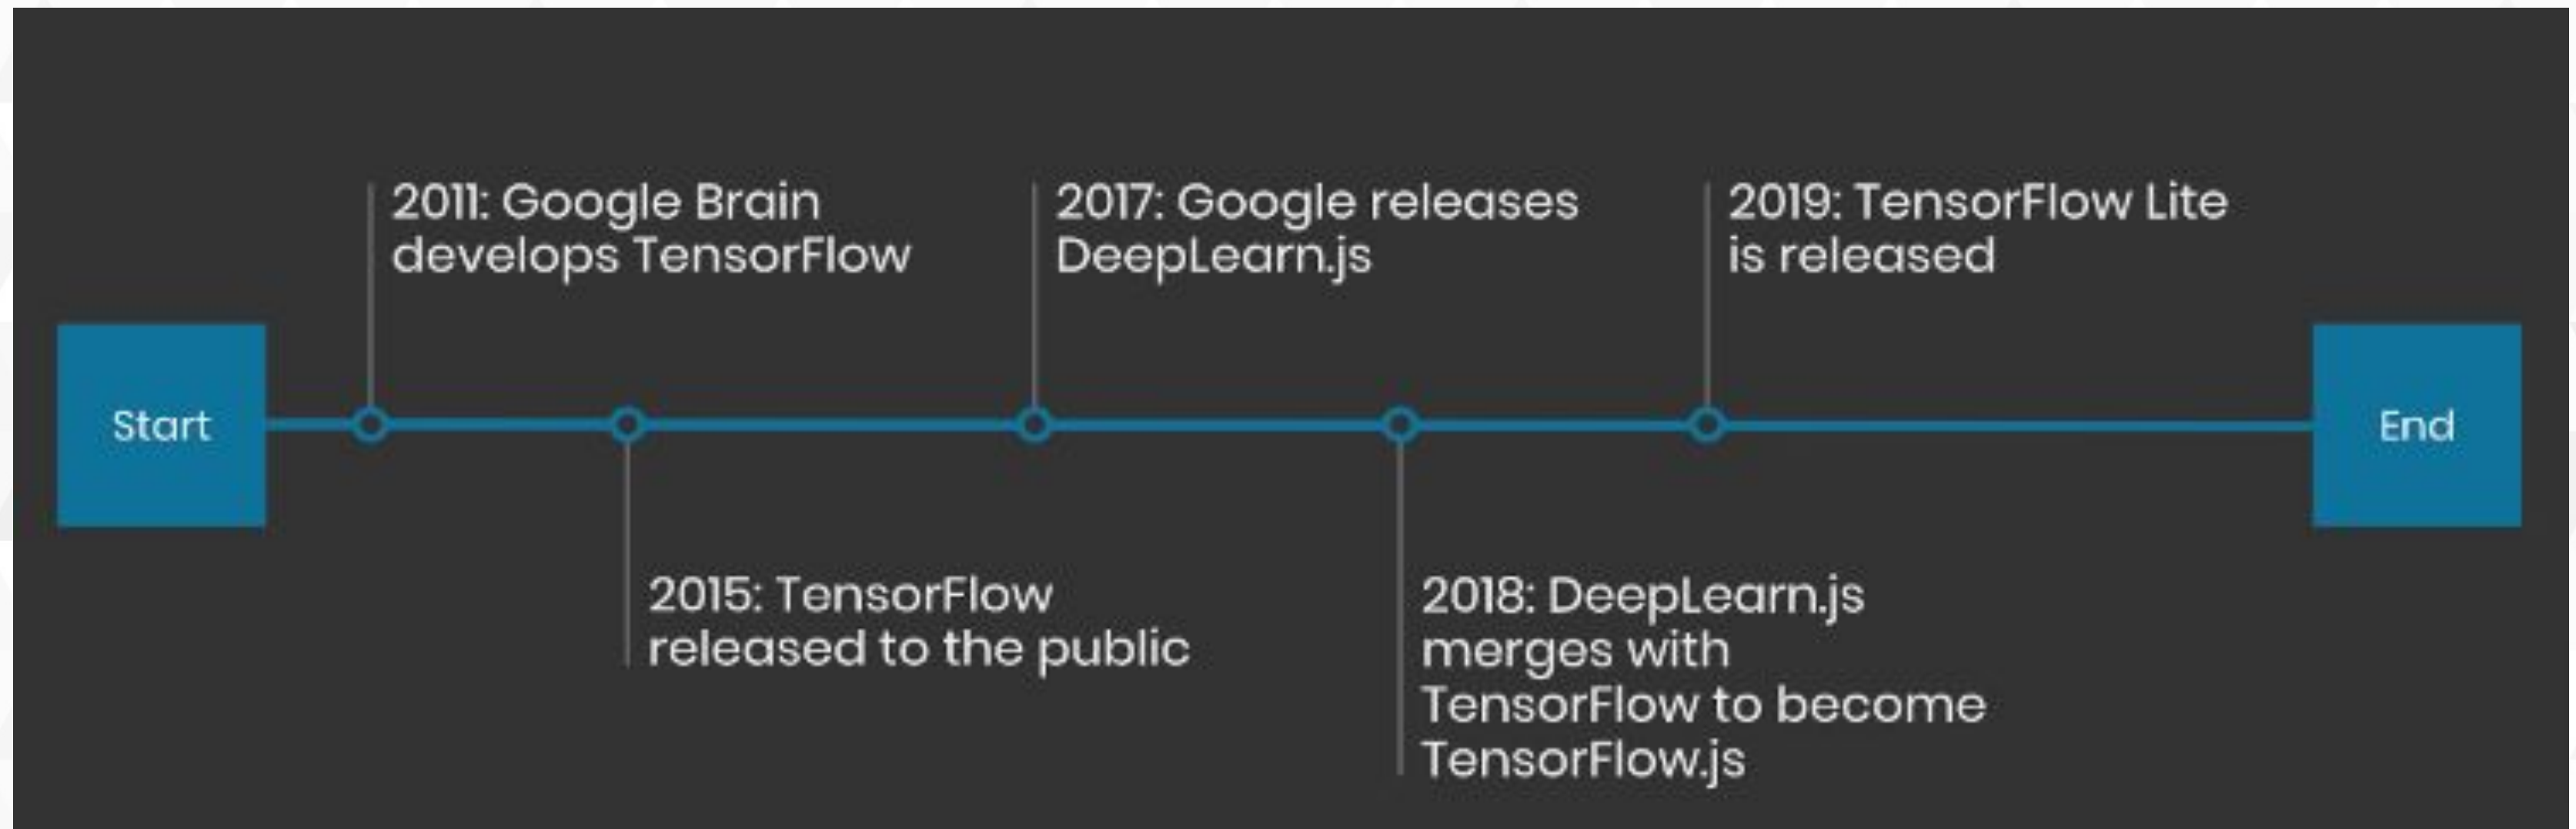 Start
2011: Google Brain
develops TensorFlow
2015: TensorFlow
released to the public
2017: Google releases
DeepLearn.js
2018: DeepLearn.js
merges with
TensorFlow to become
TensorFlow.js
2019: TensorFlow Lite
is released
End